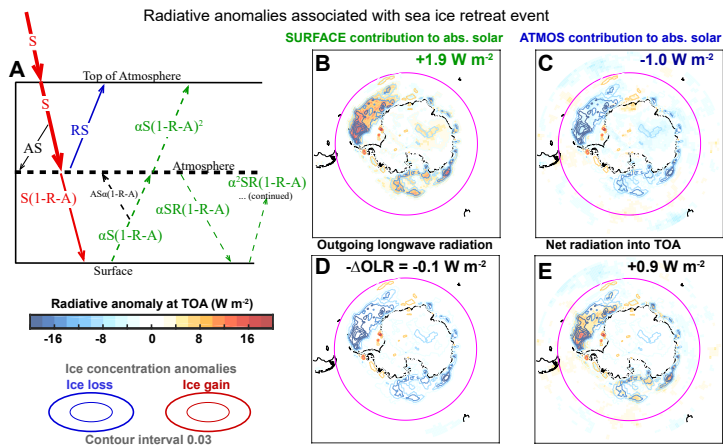 Radiative anomalies associated with sea ice retreat event
SURFACE contribution to abs. solar
ATMOS contribution to abs. solar
A
S
Top of Atmosphere
S
RS
AS
αS(1-R-A)²
Atmosphere
S(1-R-A)
ASα(1-R-A)
αS(1-R-A)
αSR(1-R-A)
α²SR(1-R-A)
... (continued)
Surface
B
+1.9 W m⁻²
C
-1.0 W m⁻²
Outgoing longwave radiation
Net radiation into TOA
D
-ΔOLR = -0.1 W m⁻²
E
+0.9 W m⁻²
Radiative anomaly at TOA (W m⁻²)
-16 -8 0 8 16
Ice concentration anomalies
Ice loss
Ice gain
Contour interval 0.03